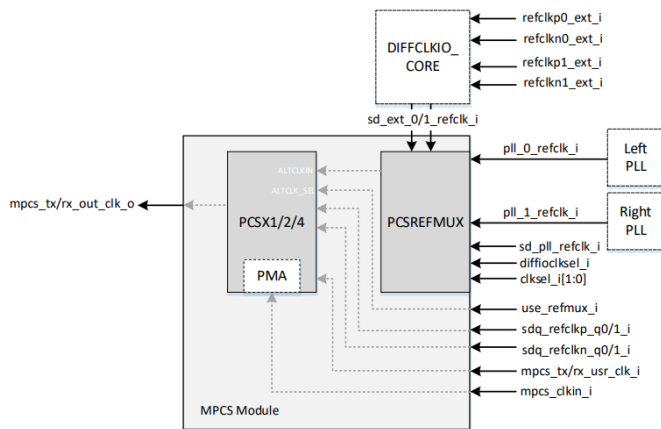 refclkp0_ext_i
refclkn0_ext_i
refclkp1_ext_i
refclkn1_ext_i
DIFFCLKIO_
CORE
sd_ext_0/1_refclk_i
pll_0_refclk_i
Left
PLL
ALTCLKIN
ALTCLK_SEL
mpcs_tx/rx_out_clk_o
PCSX1/2/4
PCSREFMUX
pll_1_refclk_i
Right
PLL
sd_pll_refclk_i
diffioclksel_i
clksel_i[1:0]
PMA
use_refmux_i
sdq_refclkp_q0/1_i
sdq_refclkn_q0/1_i
mpcs_tx/rx_usr_clk_i
mpcs_clkin_i
MPCS Module